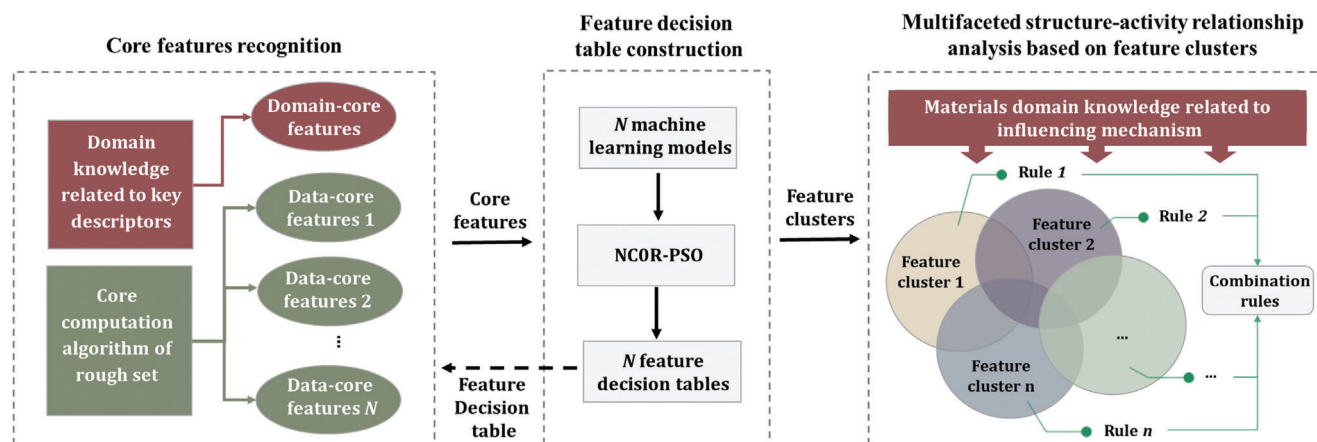 Core features recognition
Domain
knowledge
related to key
descriptors
Core
computation
algorithm of
rough set
Domain-core
features
Data-core
features 1
Data-core
features 2
...
Data-core
features N
Core
features
Feature
Decision
table
Feature decision
table construction
N machine
learning models
NCOR-PSO
N feature
decision tables
Feature
clusters
Multifaceted structure-activity relationship
analysis based on feature clusters
Materials domain knowledge related to
influencing mechanism
Rule 1
Rule 2
Feature
cluster 1
Feature
cluster 2
...
Feature
cluster n
...
Rule n
Combination
rules